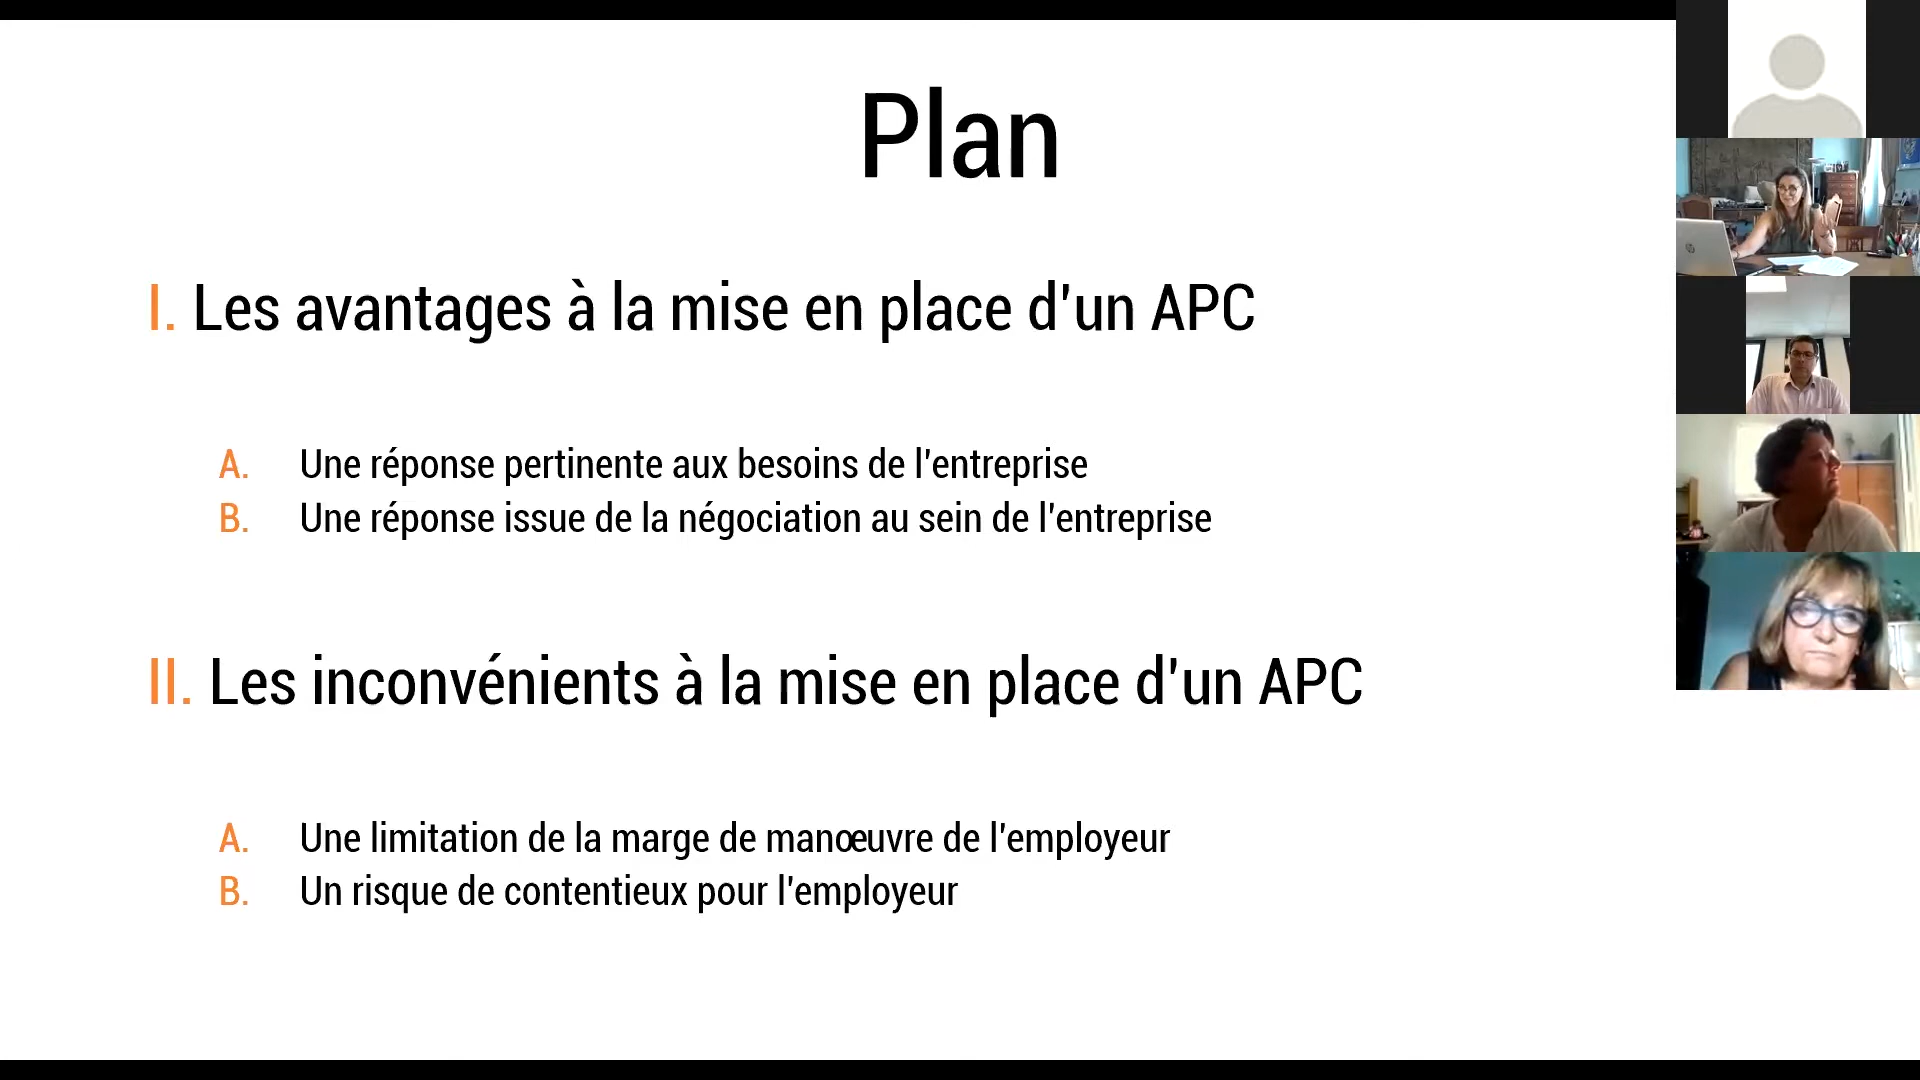 Plan
I. Les avantages à la mise en place d'un APC
A. Une réponse pertinente aux besoins de l'entreprise
B. Une réponse issue de la négociation au sein de l'entreprise
II. Les inconvénients à la mise en place d'un APC
A. Une limitation de la marge de manœuvre de l'employeur
B. Un risque de contentieux pour l'employeur